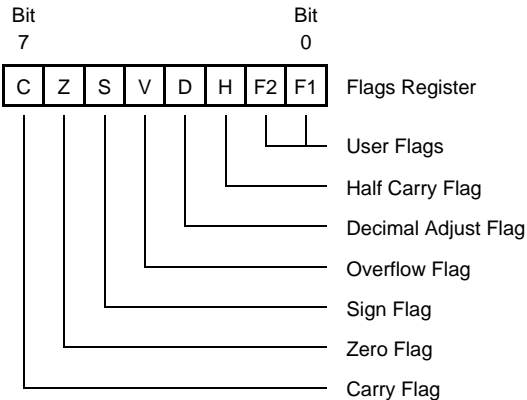 Bit Bit
7 0
C Z S V D H F2 F1 Flags Register
User Flags
Half Carry Flag
Decimal Adjust Flag
Overflow Flag
Sign Flag
Zero Flag
Carry Flag